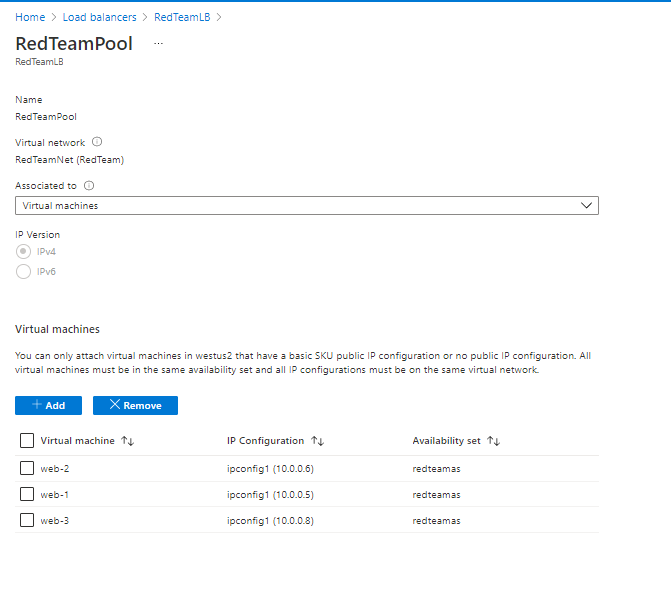 Home > Load balancers > RedTeamLB >
RedTeamPool ...
RedTeamLB
Name
RedTeamPool
Virtual network
RedTeamNet (RedTeam)
Associated to
Virtual machines
IP Version
IPv4
IPv6
Virtual machines
You can only attach virtual machines in westus2 that have a basic SKU public IP configuration or no public IP configuration. All
virtual machines must be in the same availability set and all IP configurations must be on the same virtual network.
+ Add × Remove
Virtual machine ↑↓ IP Configuration ↑↓ Availability set ↑↓
web-2 ipconfig1 (10.0.0.6) redteamas
web-1 ipconfig1 (10.0.0.5) redteamas
web-3 ipconfig1 (10.0.0.8) redteamas